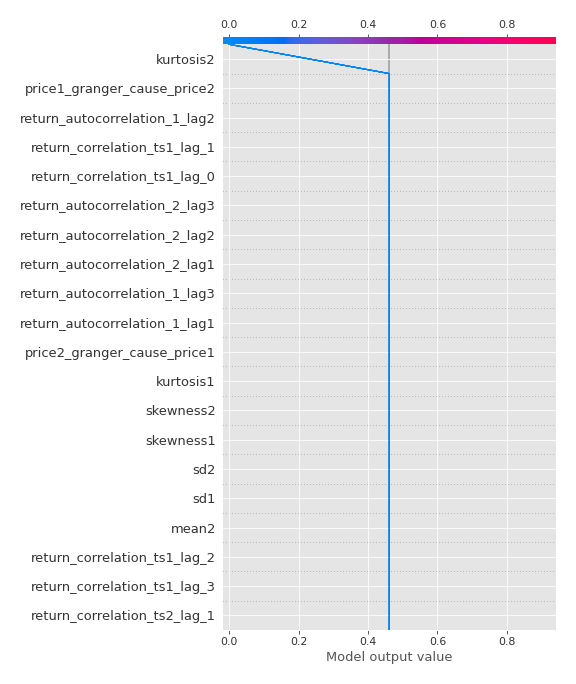 0.0 0.2 0.4 0.6 0.8
kurtosis2
price1_granger_cause_price2
return_autocorrelation_1_lag2
return_correlation_ts1_lag_1
return_correlation_ts1_lag_0
return_autocorrelation_2_lag3
return_autocorrelation_2_lag2
return_autocorrelation_2_lag1
return_autocorrelation_1_lag3
return_autocorrelation_1_lag1
price2_granger_cause_price1
kurtosis1
skewness2
skewness1
sd2
sd1
mean2
return_correlation_ts1_lag_2
return_correlation_ts1_lag_3
return_correlation_ts2_lag_1
0.0 0.2 0.4 0.6 0.8
Model output value